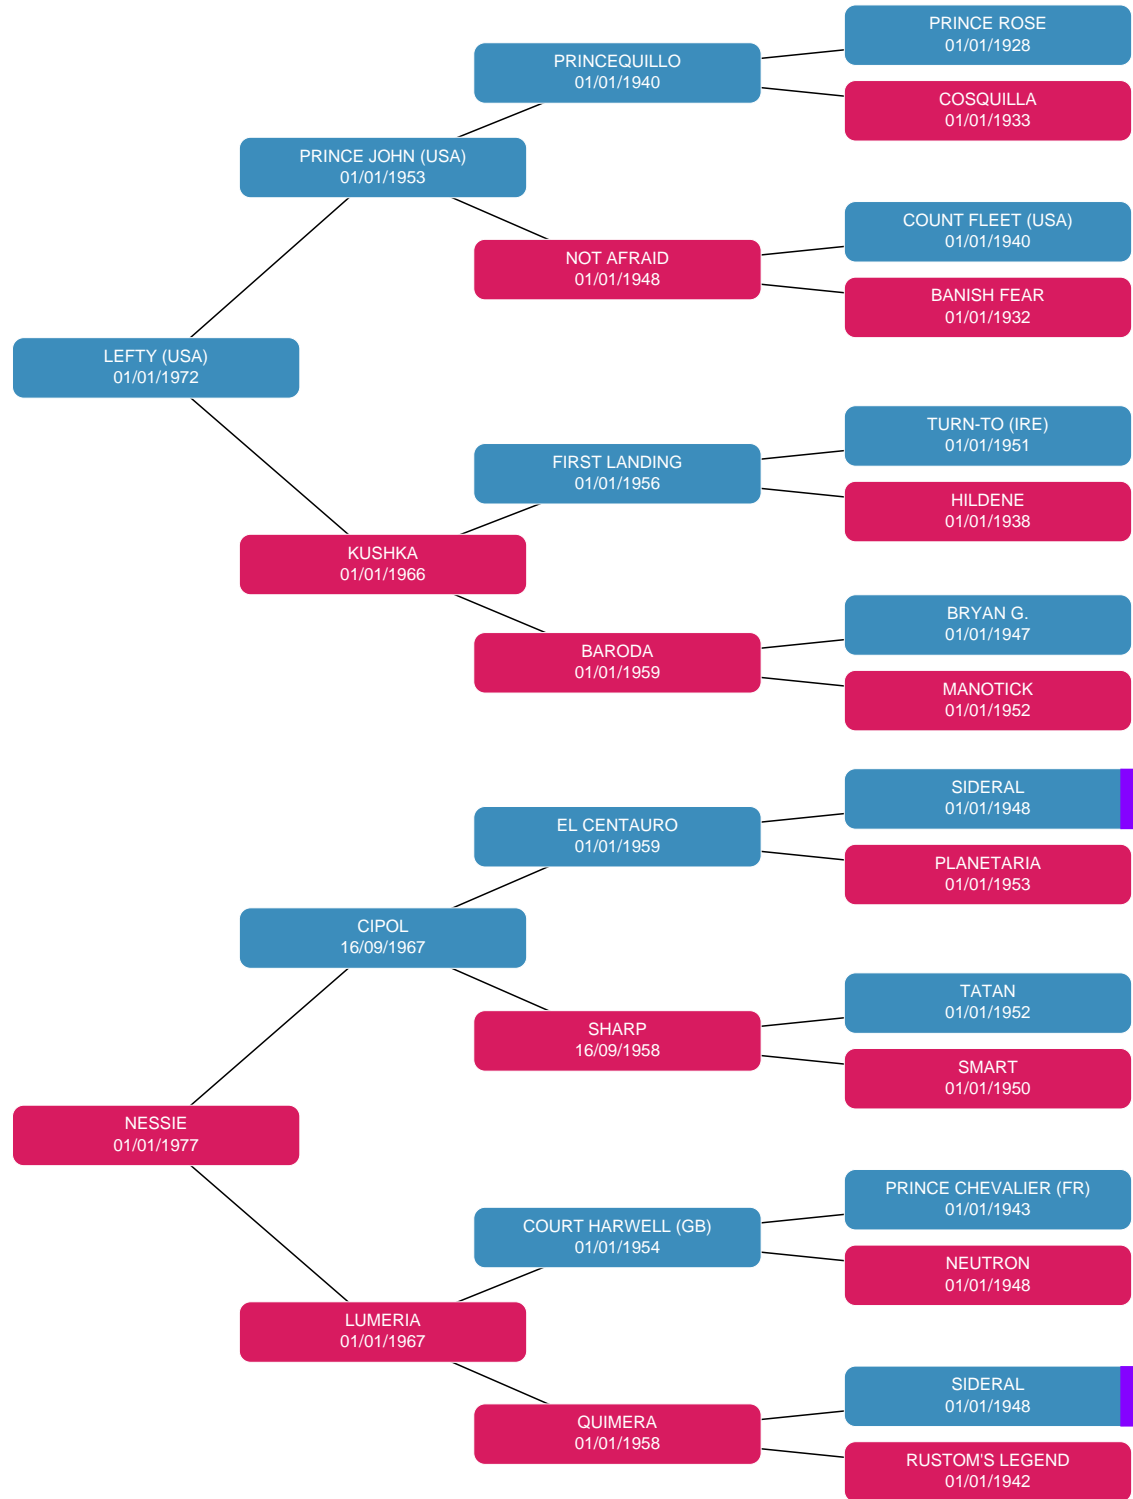 PRINCE ROSE
01/01/1928
PRINCEQUILLO
01/01/1940
COSQUILLA
01/01/1933
PRINCE JOHN (USA)
01/01/1953
COUNT FLEET (USA)
01/01/1940
NOT AFRAID
01/01/1948
BANISH FEAR
01/01/1932
LEFTY (USA)
01/01/1972
TURN-TO (IRE)
01/01/1951
FIRST LANDING
01/01/1956
HILDENE
01/01/1938
KUSHKA
01/01/1966
BRYAN G.
01/01/1947
BARODA
01/01/1959
MANOTICK
01/01/1952
SIDERAL
01/01/1948
EL CENTAURO
01/01/1959
PLANETARIA
01/01/1953
CIPOL
16/09/1967
TATAN
01/01/1952
SHARP
16/09/1958
SMART
01/01/1950
NESSIE
01/01/1977
PRINCE CHEVALIER (FR)
01/01/1943
COURT HARWELL (GB)
01/01/1954
NEUTRON
01/01/1948
LUMERIA
01/01/1967
SIDERAL
01/01/1948
QUIMERA
01/01/1958
RUSTOM'S LEGEND
01/01/1942